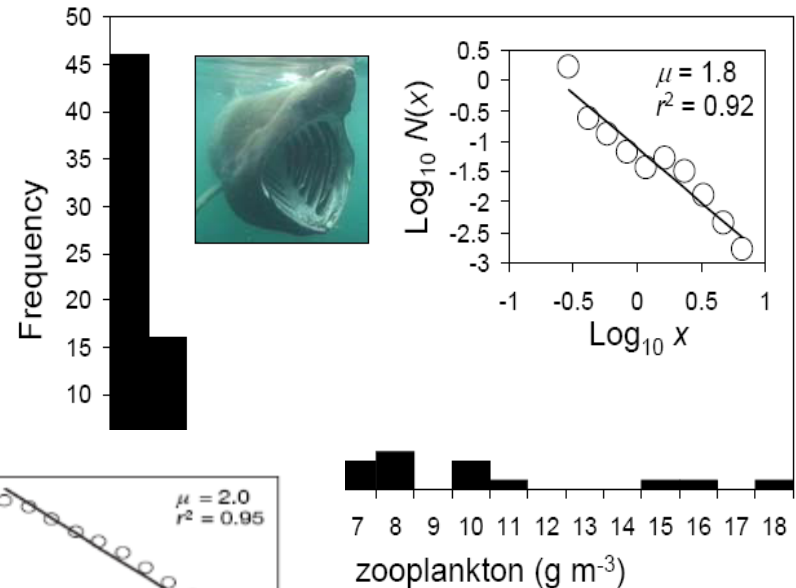 50
45
40
35
30
25
20
15
10
Frequency
0.5
0
-0.5
-1
-1.5
-2
-2.5
-3
Log10 N(x)
μ = 1.8
r2 = 0.92
-1 -0.5 0 0.5 1
Log10 x
μ = 2.0
r2 = 0.95
7 8 9 10 11 12 13 14 15 16 17 18
zooplankton (g m-3)